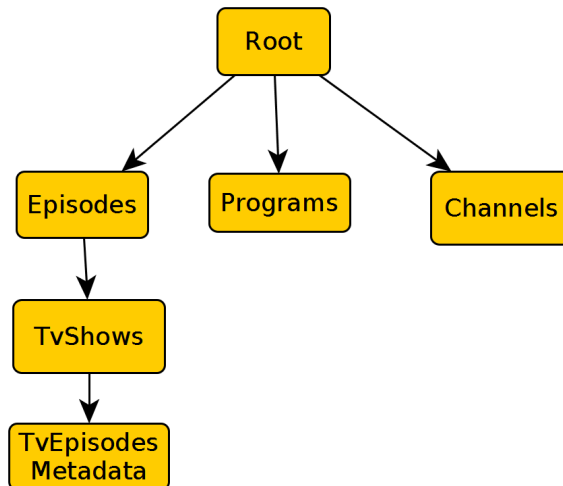 Root
Episodes
Programs
Channels
TvShows
TvEpisodes
Metadata